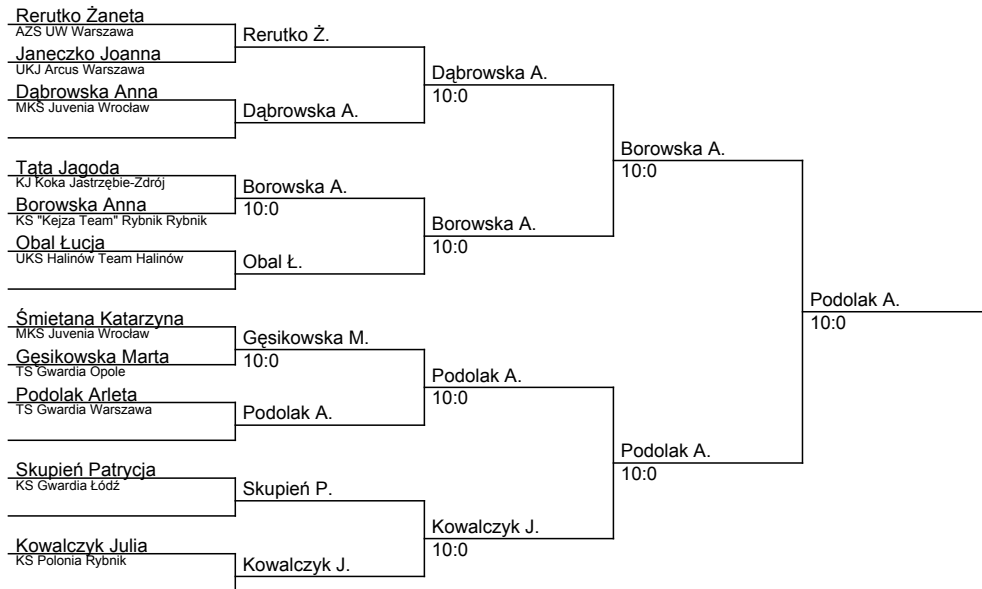 Rerutko Żaneta
AZS UW Warszawa
Janeczko Joanna
UKJ Arcus Warszawa
Dąbrowska Anna
MKS Juvenia Wrocław
Tata Jagoda
KJ Koka Jastrzębie-Zdrój
Borowska Anna
KS "Kejza Team" Rybnik Rybnik
Obal Łucja
UKS Halinów Team Halinów
Śmietana Katarzyna
MKS Juvenia Wrocław
Gęsikowska Marta
TS Gwardia Opole
Podolak Arleta
TS Gwardia Warszawa
Skupień Patrycja
KS Gwardia Łódź
Kowalczyk Julia
KS Polonia Rybnik
Rerutko Ż.
Dąbrowska A.
Borowska A.
10:0
Obal Ł.
Gęsikowska M.
10:0
Podolak A.
Skupień P.
Kowalczyk J.
Dąbrowska A.
10:0
Borowska A.
10:0
Podolak A.
10:0
Kowalczyk J.
10:0
Borowska A.
10:0
Podolak A.
10:0
Podolak A.
10:0